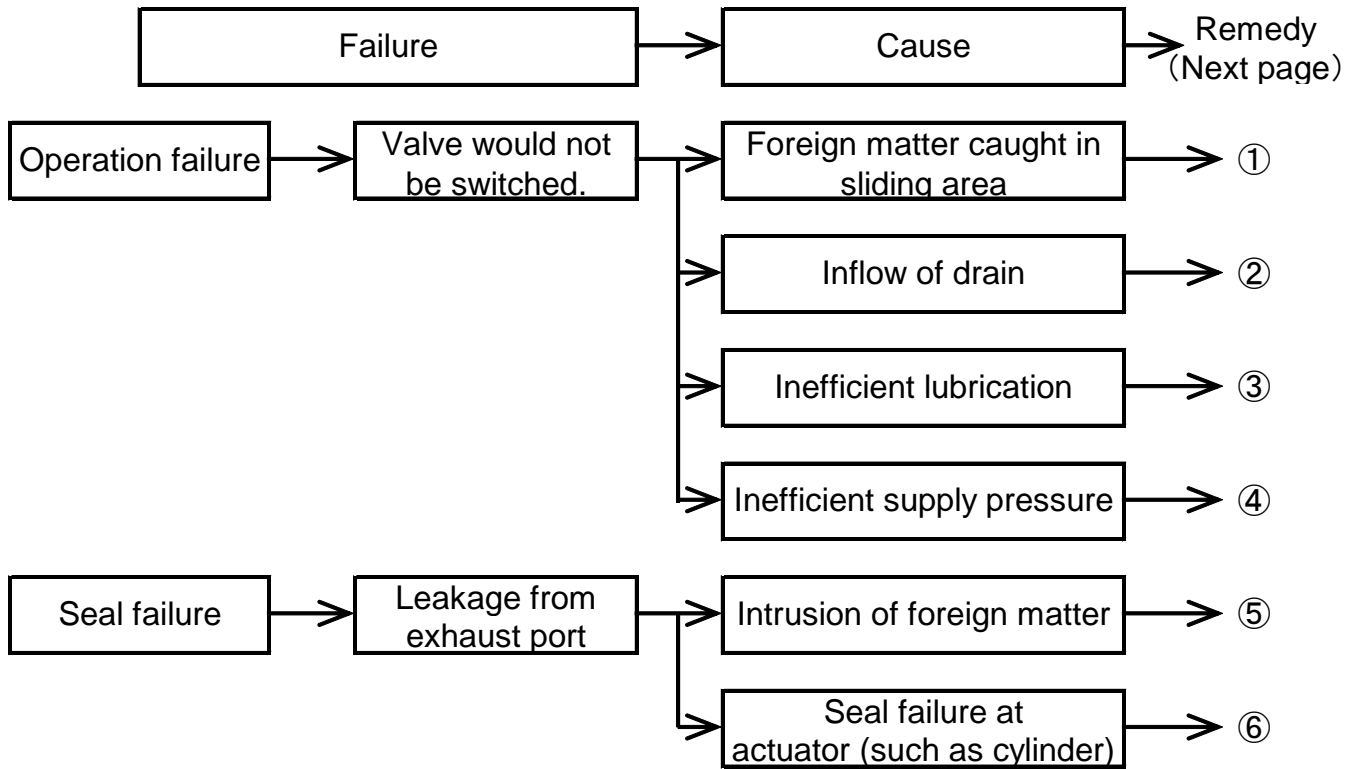 Failure
Cause
Remedy
（Next page）
Operation failure
Valve would not
be switched.
Foreign matter caught in
sliding area
①
Inflow of drain
②
Inefficient lubrication
③
Inefficient supply pressure
④
Seal failure
Leakage from
exhaust port
Intrusion of foreign matter
⑤
Seal failure at
actuator (such as cylinder)
⑥